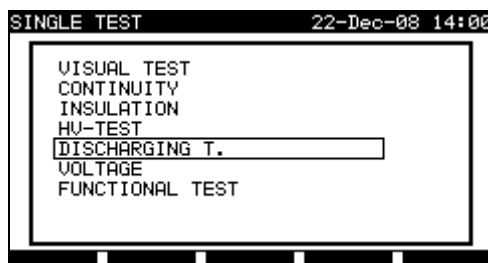 SINGLE TEST 22-Dec-08 14:00
VISUAL TEST
CONTINUITY
INSULATION
HV-TEST
DISCHARGING T.
VOLTAGE
FUNCTIONAL TEST